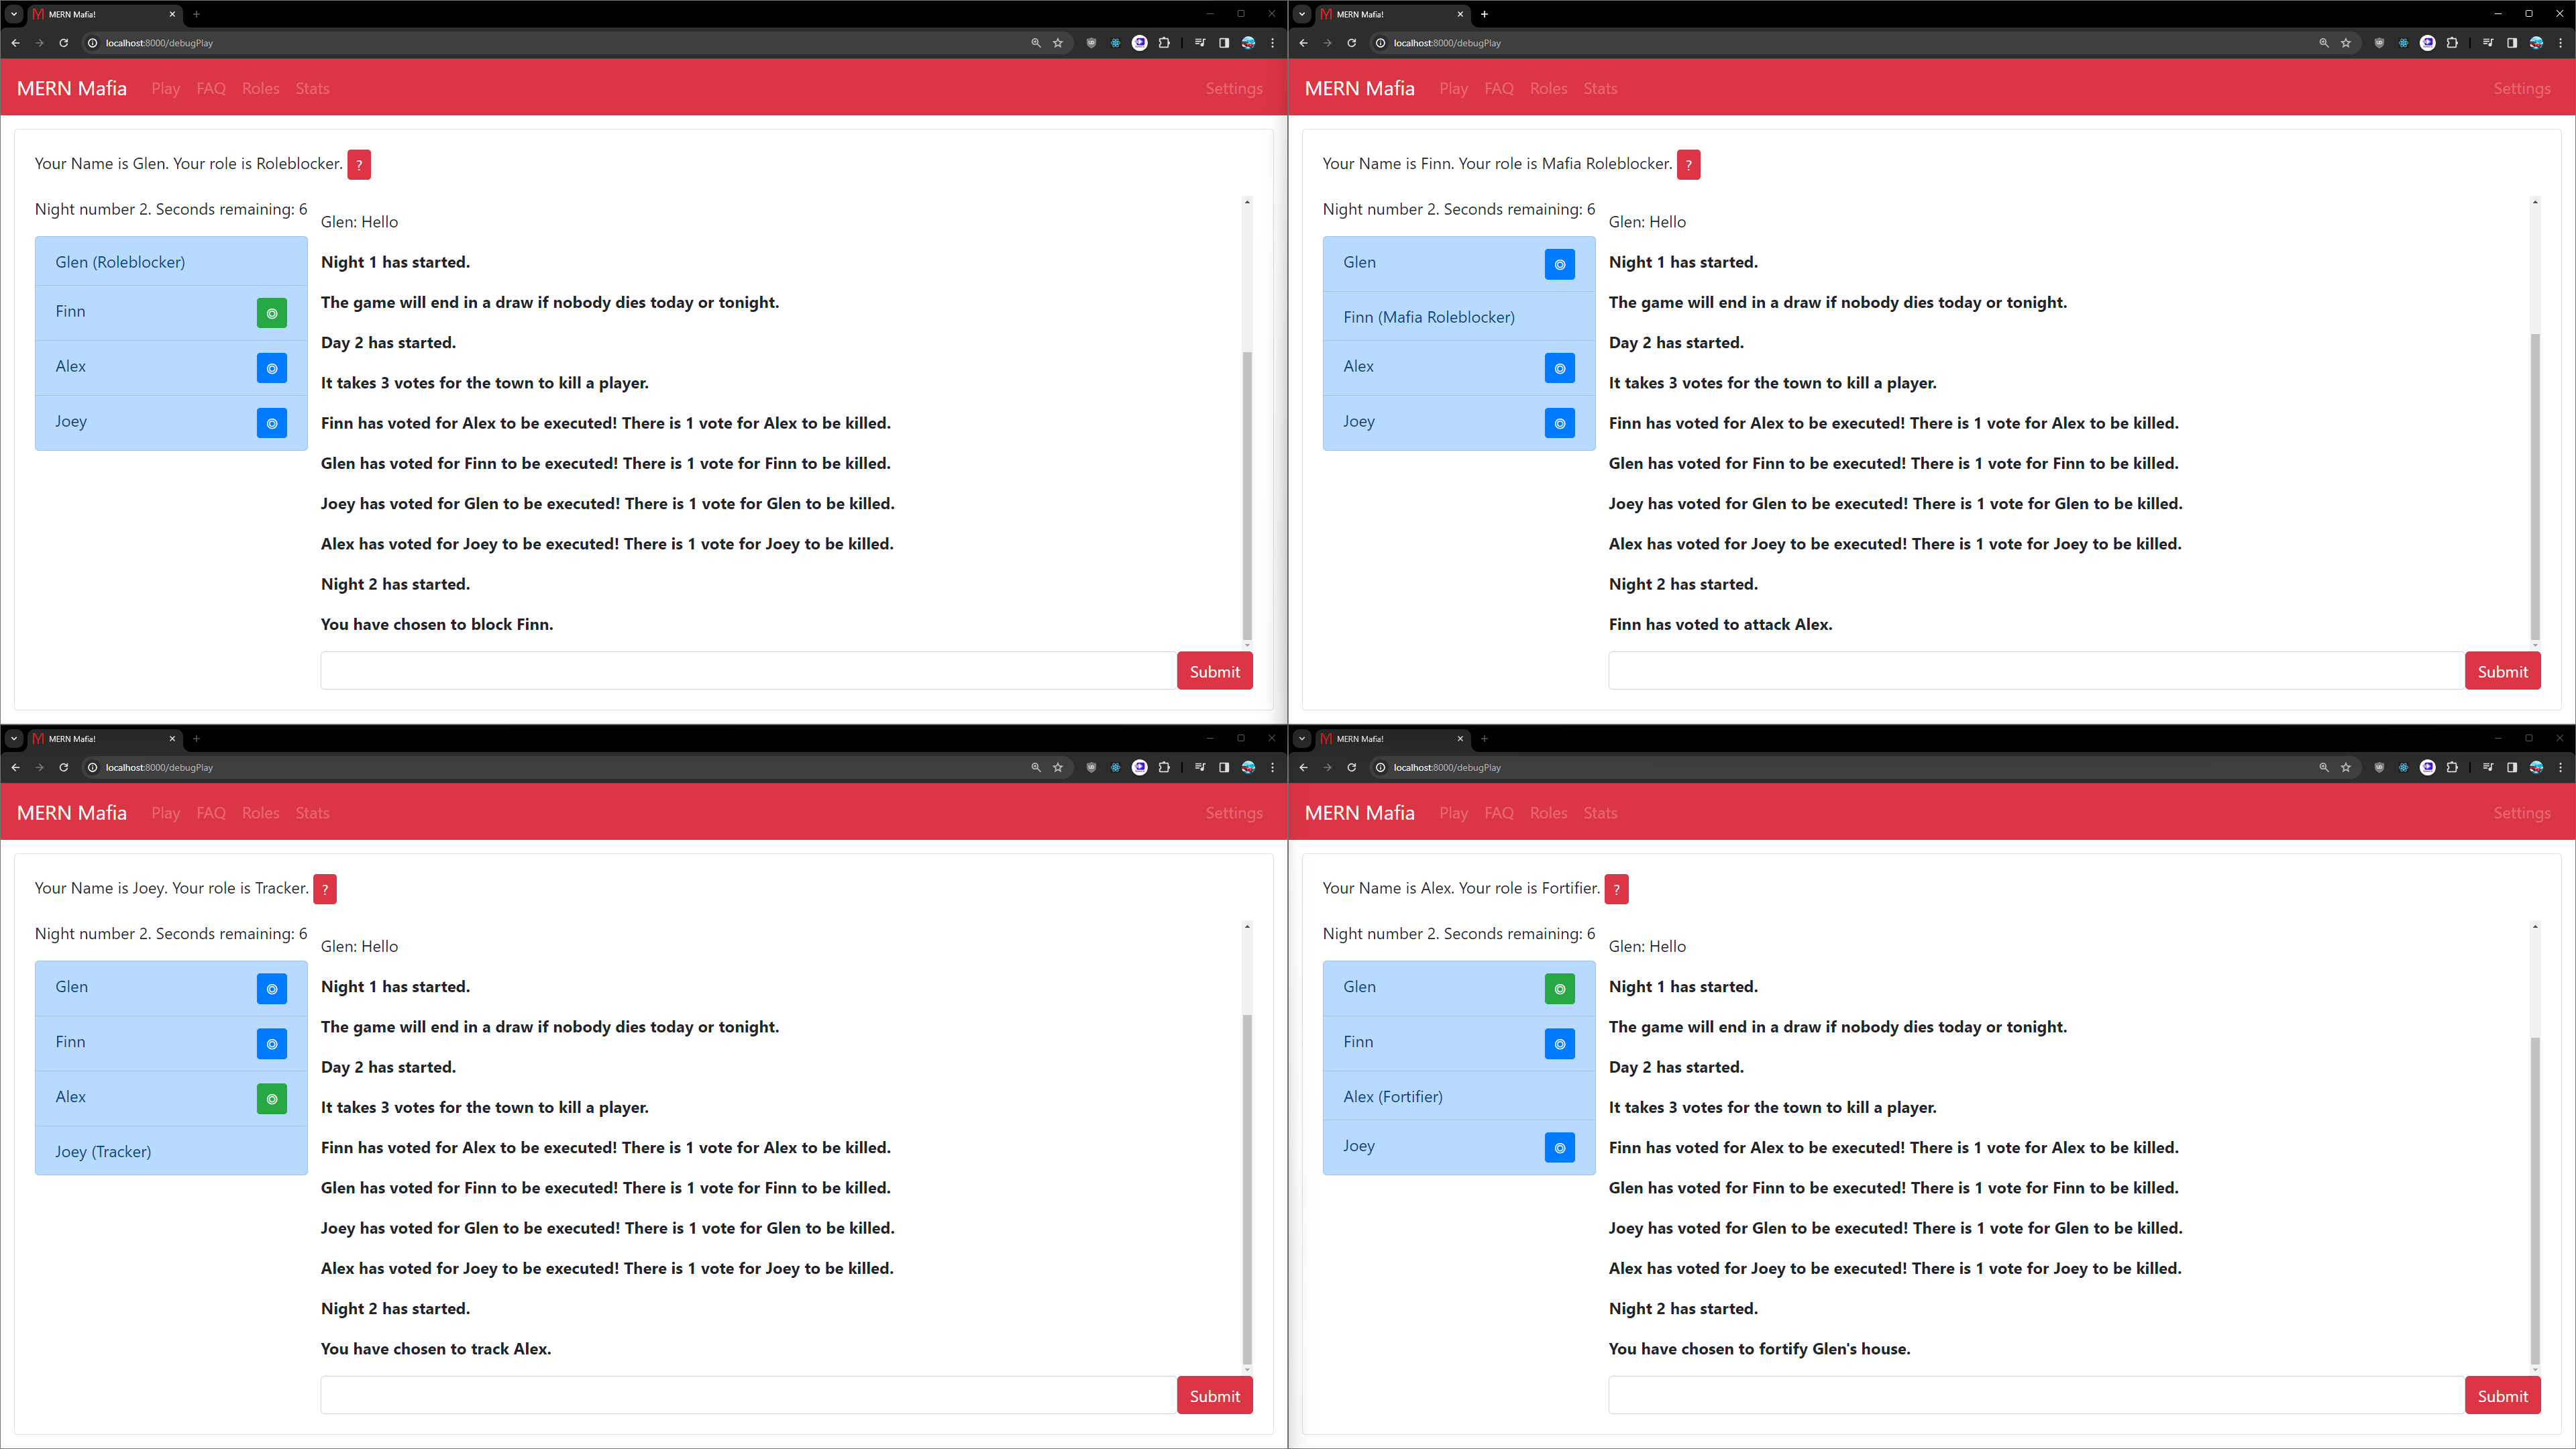 MERN Mafia!
localhost:8000/debugPlay
MERN Mafia Play FAQ Roles Stats Settings
Your Name is Glen. Your role is Roleblocker. ?
Night number 2. Seconds remaining: 6
Glen (Roleblocker)
Finn
Alex
Joey
Glen: Hello
Night 1 has started.
The game will end in a draw if nobody dies today or tonight.
Day 2 has started.
It takes 3 votes for the town to kill a player.
Finn has voted for Alex to be executed! There is 1 vote for Alex to be killed.
Glen has voted for Finn to be executed! There is 1 vote for Finn to be killed.
Joey has voted for Glen to be executed! There is 1 vote for Glen to be killed.
Alex has voted for Joey to be executed! There is 1 vote for Joey to be killed.
Night 2 has started.
You have chosen to block Finn.
Submit
MERN Mafia!
localhost:8000/debugPlay
MERN Mafia Play FAQ Roles Stats Settings
Your Name is Finn. Your role is Mafia Roleblocker. ?
Night number 2. Seconds remaining: 6
Glen
Finn (Mafia Roleblocker)
Alex
Joey
Glen: Hello
Night 1 has started.
The game will end in a draw if nobody dies today or tonight.
Day 2 has started.
It takes 3 votes for the town to kill a player.
Finn has voted for Alex to be executed! There is 1 vote for Alex to be killed.
Glen has voted for Finn to be executed! There is 1 vote for Finn to be killed.
Joey has voted for Glen to be executed! There is 1 vote for Glen to be killed.
Alex has voted for Joey to be executed! There is 1 vote for Joey to be killed.
Night 2 has started.
Finn has voted to attack Alex.
Submit
MERN Mafia!
localhost:8000/debugPlay
MERN Mafia Play FAQ Roles Stats Settings
Your Name is Joey. Your role is Tracker. ?
Night number 2. Seconds remaining: 6
Glen
Finn
Alex
Joey (Tracker)
Glen: Hello
Night 1 has started.
The game will end in a draw if nobody dies today or tonight.
Day 2 has started.
It takes 3 votes for the town to kill a player.
Finn has voted for Alex to be executed! There is 1 vote for Alex to be killed.
Glen has voted for Finn to be executed! There is 1 vote for Finn to be killed.
Joey has voted for Glen to be executed! There is 1 vote for Glen to be killed.
Alex has voted for Joey to be executed! There is 1 vote for Joey to be killed.
Night 2 has started.
You have chosen to track Alex.
Submit
MERN Mafia!
localhost:8000/debugPlay
MERN Mafia Play FAQ Roles Stats Settings
Your Name is Alex. Your role is Fortifier. ?
Night number 2. Seconds remaining: 6
Glen
Finn
Alex (Fortifier)
Joey
Glen: Hello
Night 1 has started.
The game will end in a draw if nobody dies today or tonight.
Day 2 has started.
It takes 3 votes for the town to kill a player.
Finn has voted for Alex to be executed! There is 1 vote for Alex to be killed.
Glen has voted for Finn to be executed! There is 1 vote for Finn to be killed.
Joey has voted for Glen to be executed! There is 1 vote for Glen to be killed.
Alex has voted for Joey to be executed! There is 1 vote for Joey to be killed.
Night 2 has started.
You have chosen to fortify Glen's house.
Submit